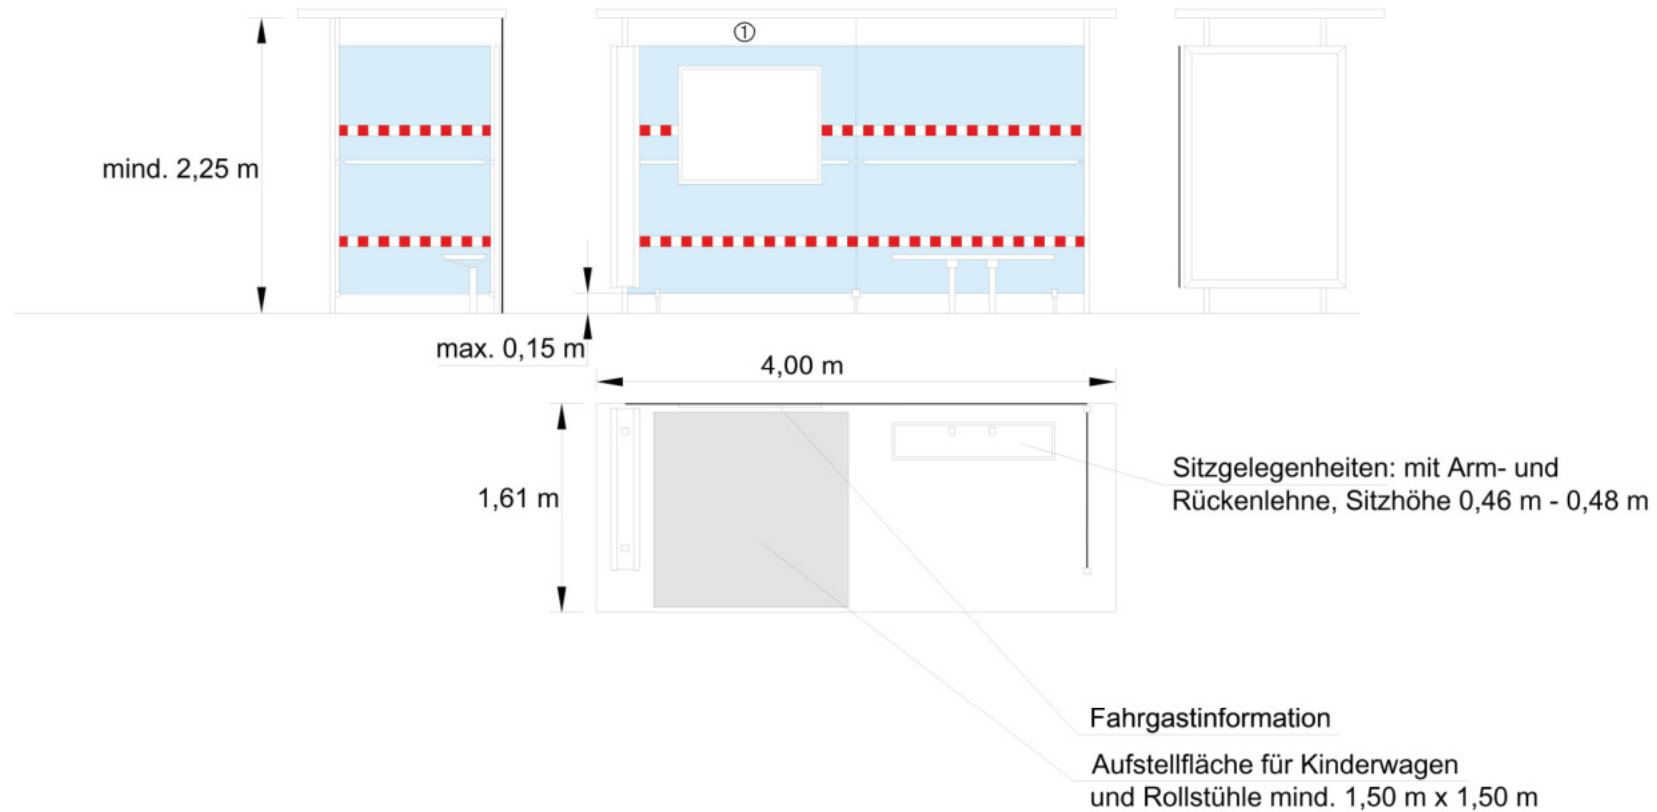 ①
mind. 2,25 m
max. 0,15 m
4,00 m
1,61 m
Sitzgelegenheiten: mit Arm- und
Rückenlehne, Sitzhöhe 0,46 m - 0,48 m
Fahrgastinformation
Aufstellfläche für Kinderwagen
und Rollstühle mind. 1,50 m x 1,50 m